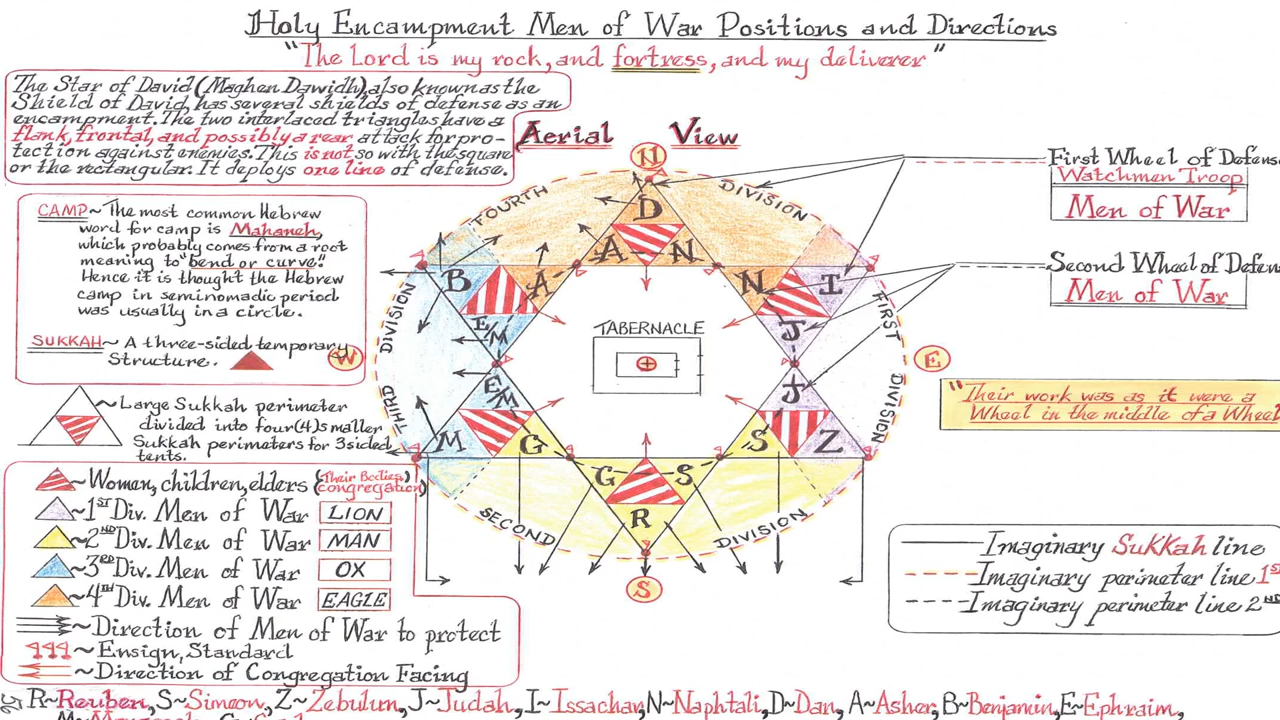 Holy Encampment Men of War Positions and Directions
"The Lord is my rock, and fortress, and my deliverer"
The Star of David (Maghen Dawidh) also known as the
Shield of David, has several shields of defense as an
encampment. The two interlaced triangles have a
flank, frontal, and possibly a rear attack for pro-
tection against enemies. This is not so with the square
or the rectangular. It deploys one line of defense.
Aerial View
CAMP~ The most common Hebrew
word for camp is Mahaneh,
which probably comes from a root
meaning to "bend or curve."
Hence it is thought the Hebrew
camp in seminomadic period
was usually in a circle.
SUKKAH~ A three-sided temporary
Structure.
~Large Sukkah perimeter
divided into four(4) smaller
Sukkah perimeters for 3 sided
tents.
~Women, children, elders (Their Bodies, congregation)
~1ST Div. Men of War LION
~2ND Div. Men of War MAN
~3RD Div. Men of War OX
~4TH Div. Men of War EAGLE
~Direction of Men of War to protect
~Ensign, Standard
~Direction of Congregation Facing
N
FOURTH DIVISION
D
A N
B A
N I
E/M
J
THIRD DIVISION
FIRST DIVISION
TABERNACLE
W
E
E/M
J
M G
S Z
G S
R
SECOND DIVISION
S
First Wheel of Defens
Watchmen Troop
Men of War
Second Wheel of Defen
Men of War
"Their work was as it were a
Wheel in the middle of a Wheel
Imaginary Sukkah line
Imaginary perimeter line 1S
Imaginary perimeter line 2ND
R~Reuben, S~Simeon, Z~Zebulun, J~Judah, I~Issachar, N~Naphtali, D~Dan, A~Asher, B~Benjamin, E~Ephraim,